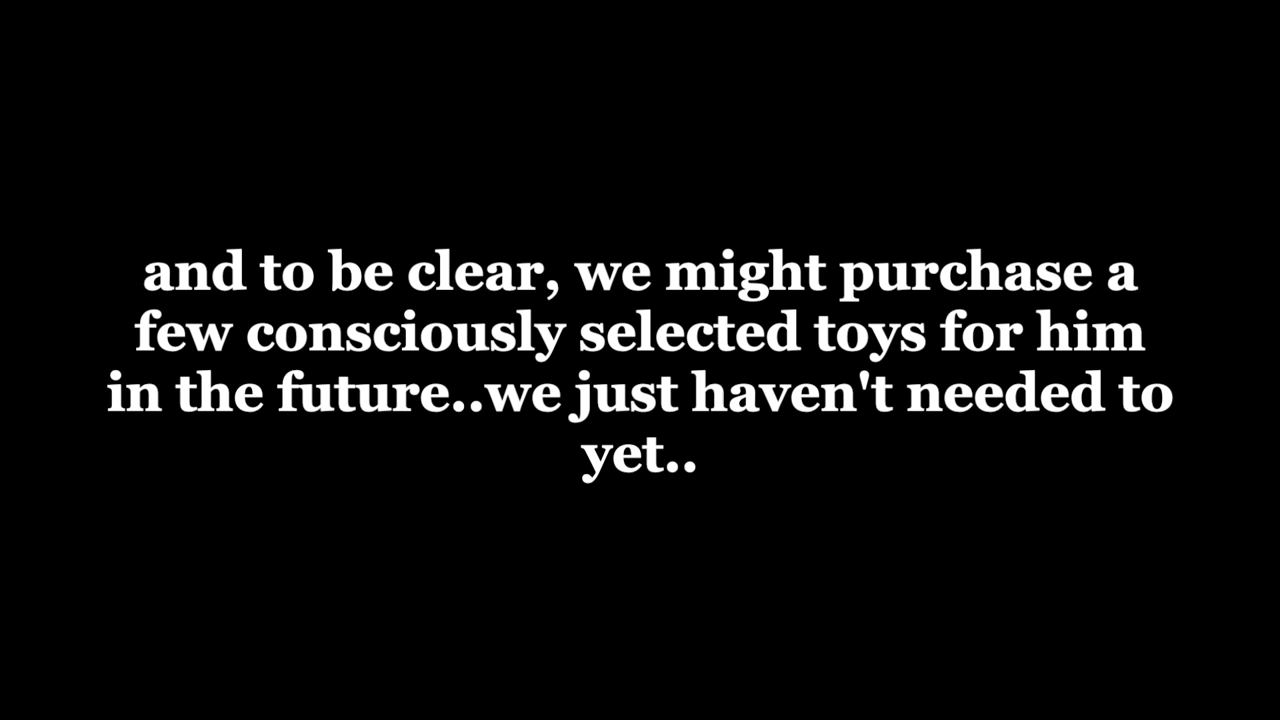 and to be clear, we might purchase a
few consciously selected toys for him
in the future..we just haven't needed to
yet..